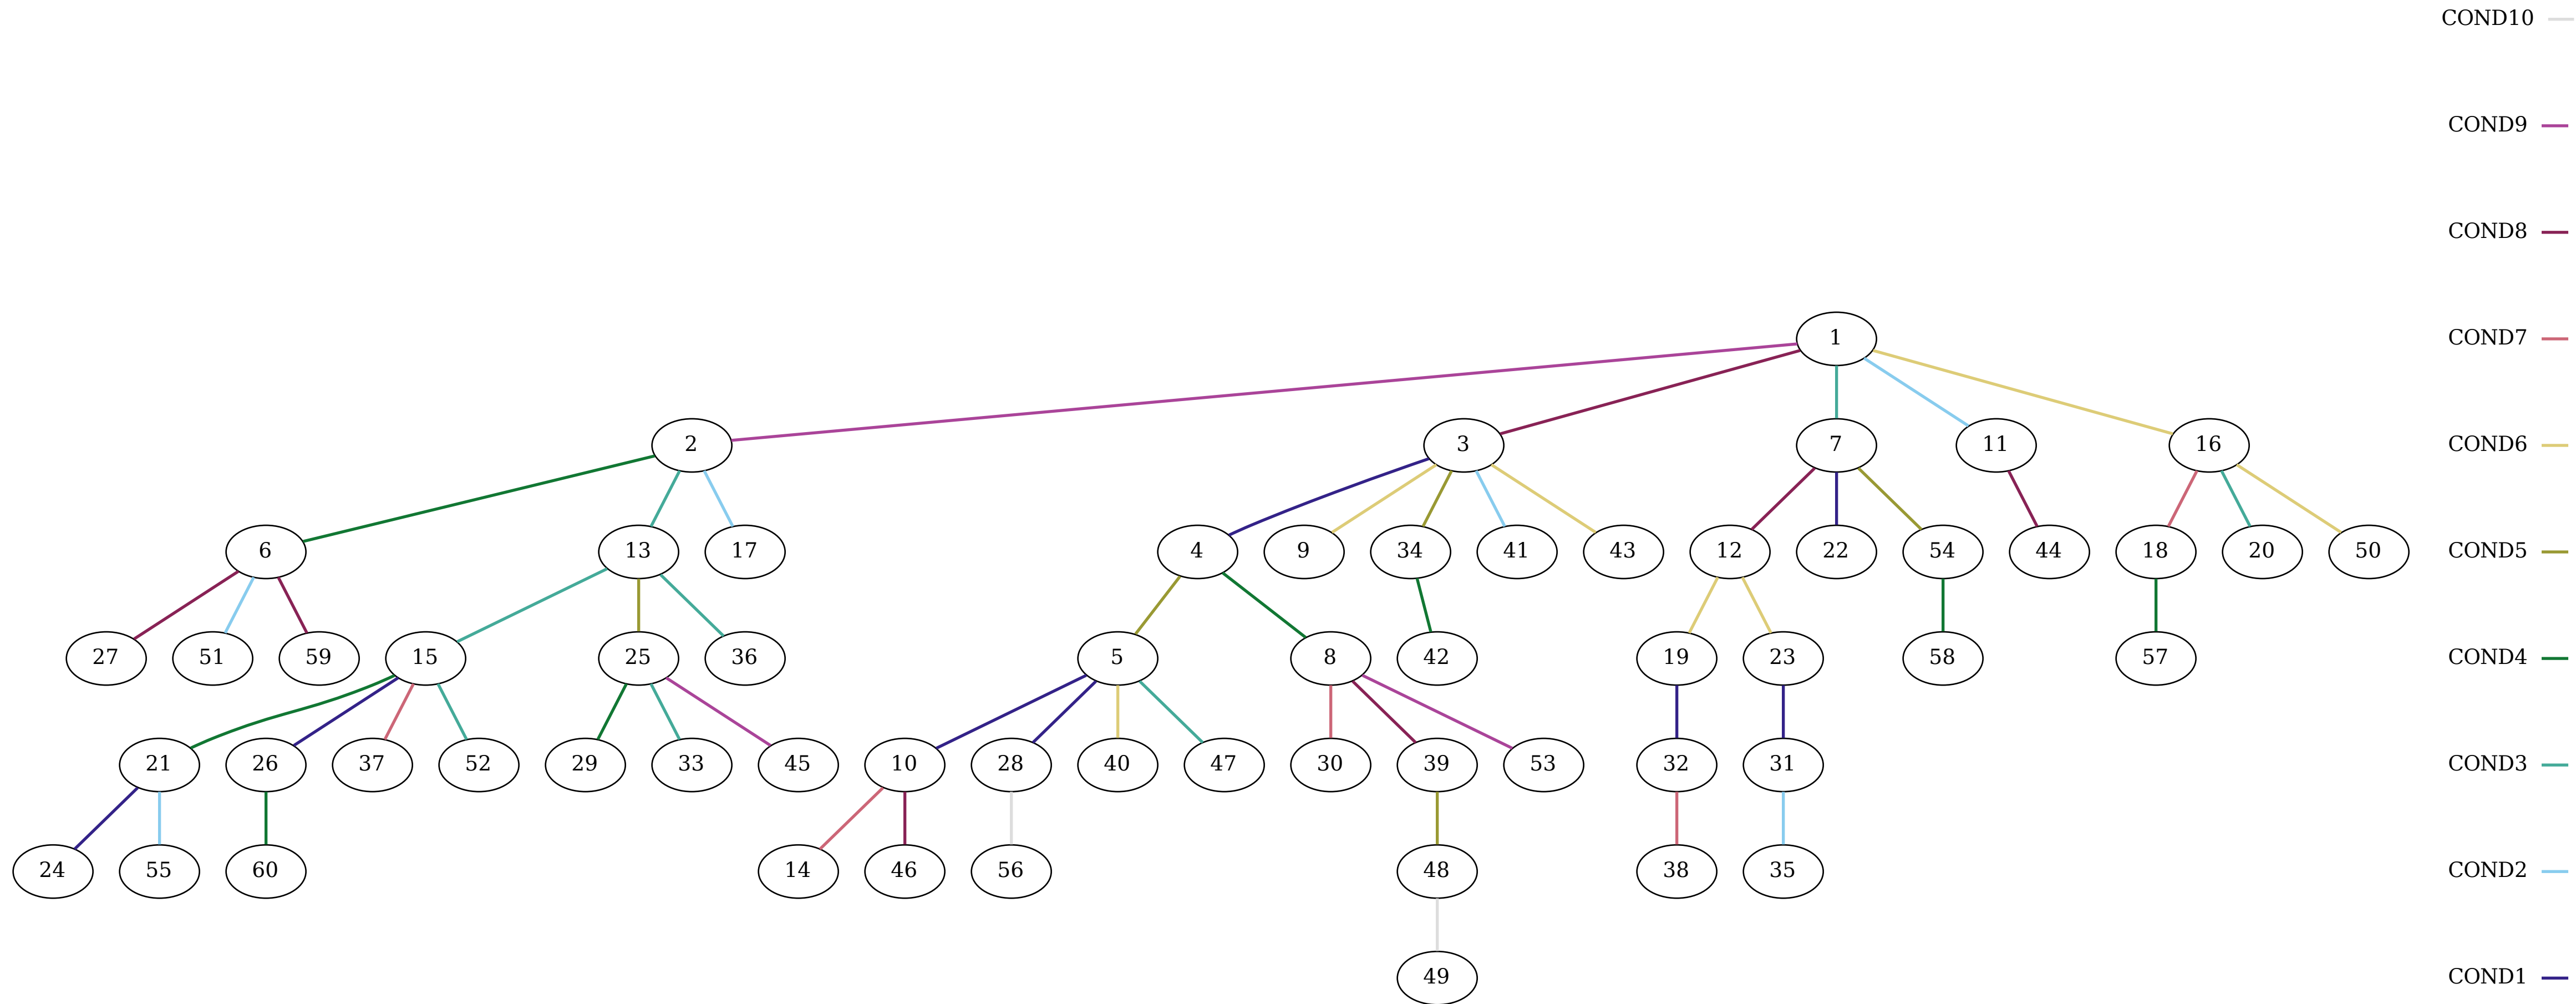 COND10
COND9
COND8
1 COND7
2 3 7 11 16 COND6
6 13 17 4 9 34 41 43 12 22 54 44 18 20 50 COND5
27 51 59 15 25 36 5 8 42 19 23 58 57 COND4
21 26 37 52 29 33 45 10 28 40 47 30 39 53 32 31 COND3
24 55 60 14 46 56 48 38 35 COND2
49 COND1